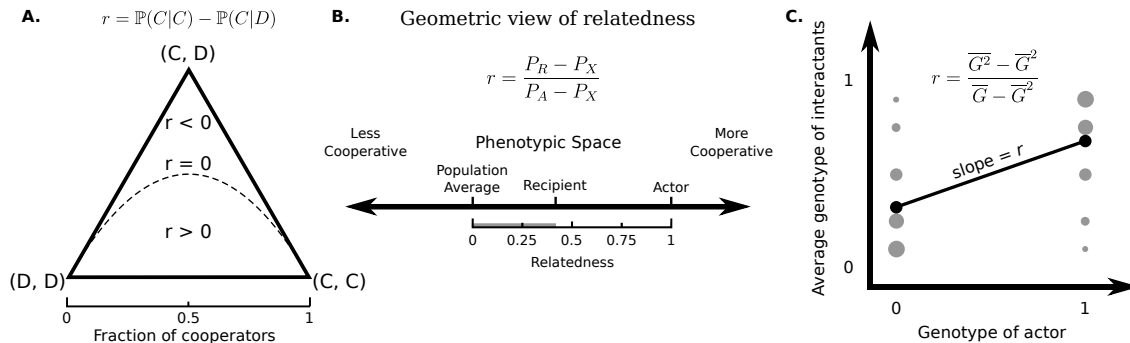 A.
r = ℙ(C|C) − ℙ(C|D)
(C, D)
r < 0
r = 0
r > 0
(D, D)
(C, C)
0
0.5
1
Fraction of cooperators
B.
Geometric view of relatedness
r = (P_R − P_X) / (P_A − P_X)
Less
Cooperative
Phenotypic Space
More
Cooperative
Population
Average
Recipient
Actor
0
0.25
0.5
0.75
1
Relatedness
C.
Average genotype of interactants
r = (\overline{G^2} − \overline{G}^2) / (\overline{G} − \overline{G}^2)
1
slope = r
0
0
1
Genotype of actor